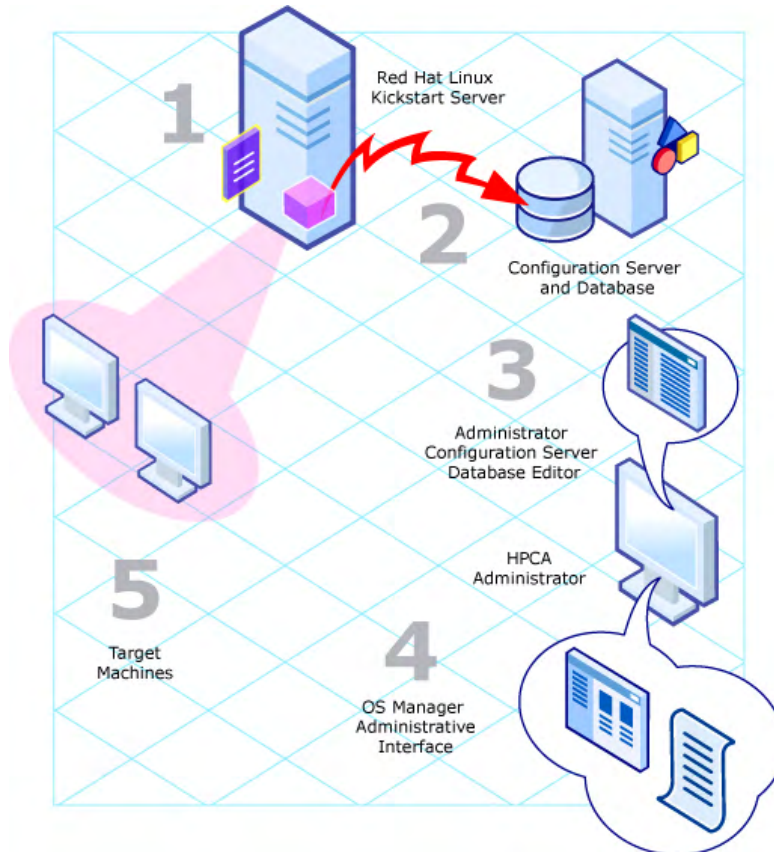 1
Red Hat Linux
Kickstart Server
2
Configuration Server
and Database
3
Administrator
Configuration Server
Database Editor
HPCA
Administrator
4
OS Manager
Administrative
Interface
5
Target
Machines